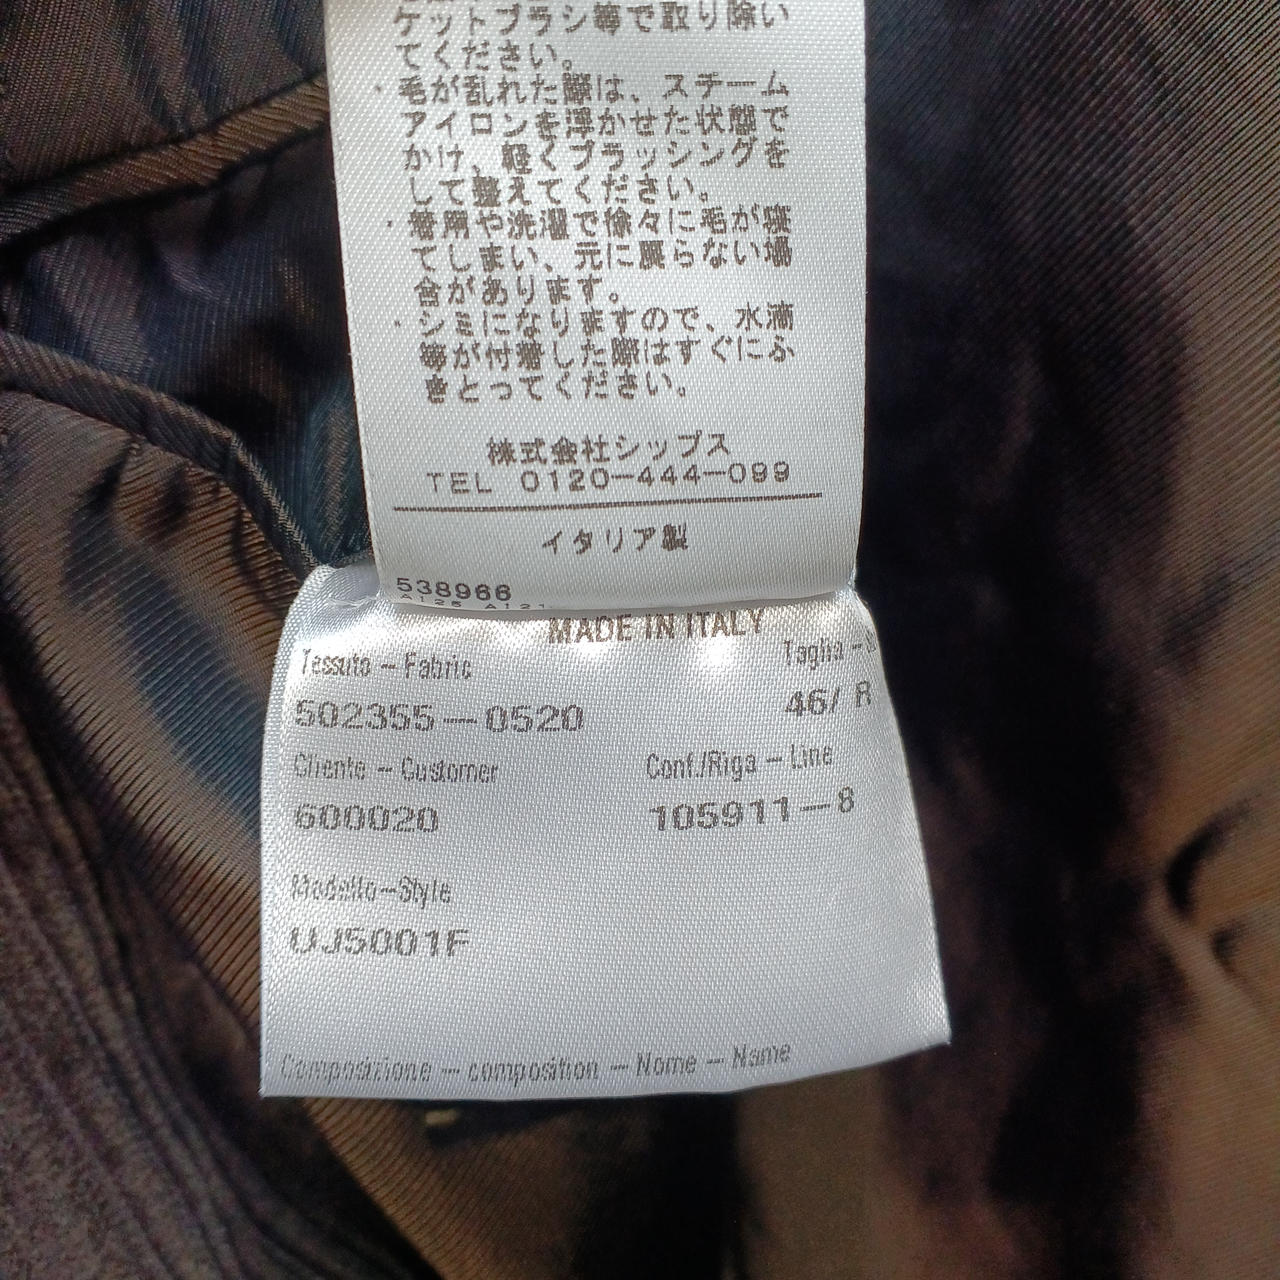 ケットブラシ等で取り除い
てください。
・毛が乱れた際は、スチーム
アイロンを浮かせた状態で
かけ、軽くブラッシングを
して整えてください。
・着用や洗濯で徐々に毛が寝
てしまい、元に戻らない場
合があります。
・シミになりますので、水滴
等が付着した際はすぐにふ
きとってください。
株式会社シップス
TEL 0120-444-099
イタリア製
538966
A126 A121
MADE IN ITALY
Tessuto - Fabric
Taglia -
502355-0520
46/ R
Cliente - Customer
Conf./Riga - Line
600020
105911-8
Modello-Style
UJ5001F
Composizione - composition - Nome - Name